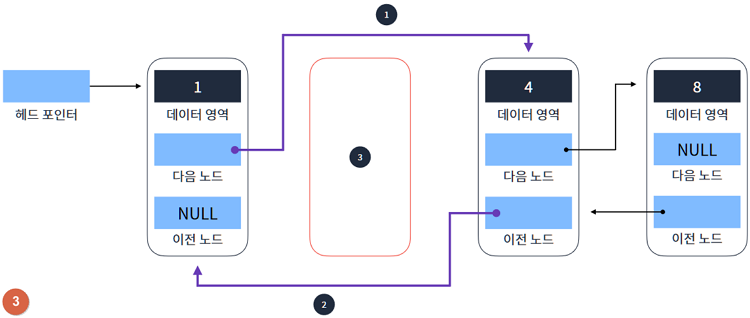 1
1
4
8
헤드 포인터
데이터 영역
데이터 영역
데이터 영역
3
NULL
다음 노드
다음 노드
다음 노드
NULL
이전 노드
이전 노드
이전 노드
3
2